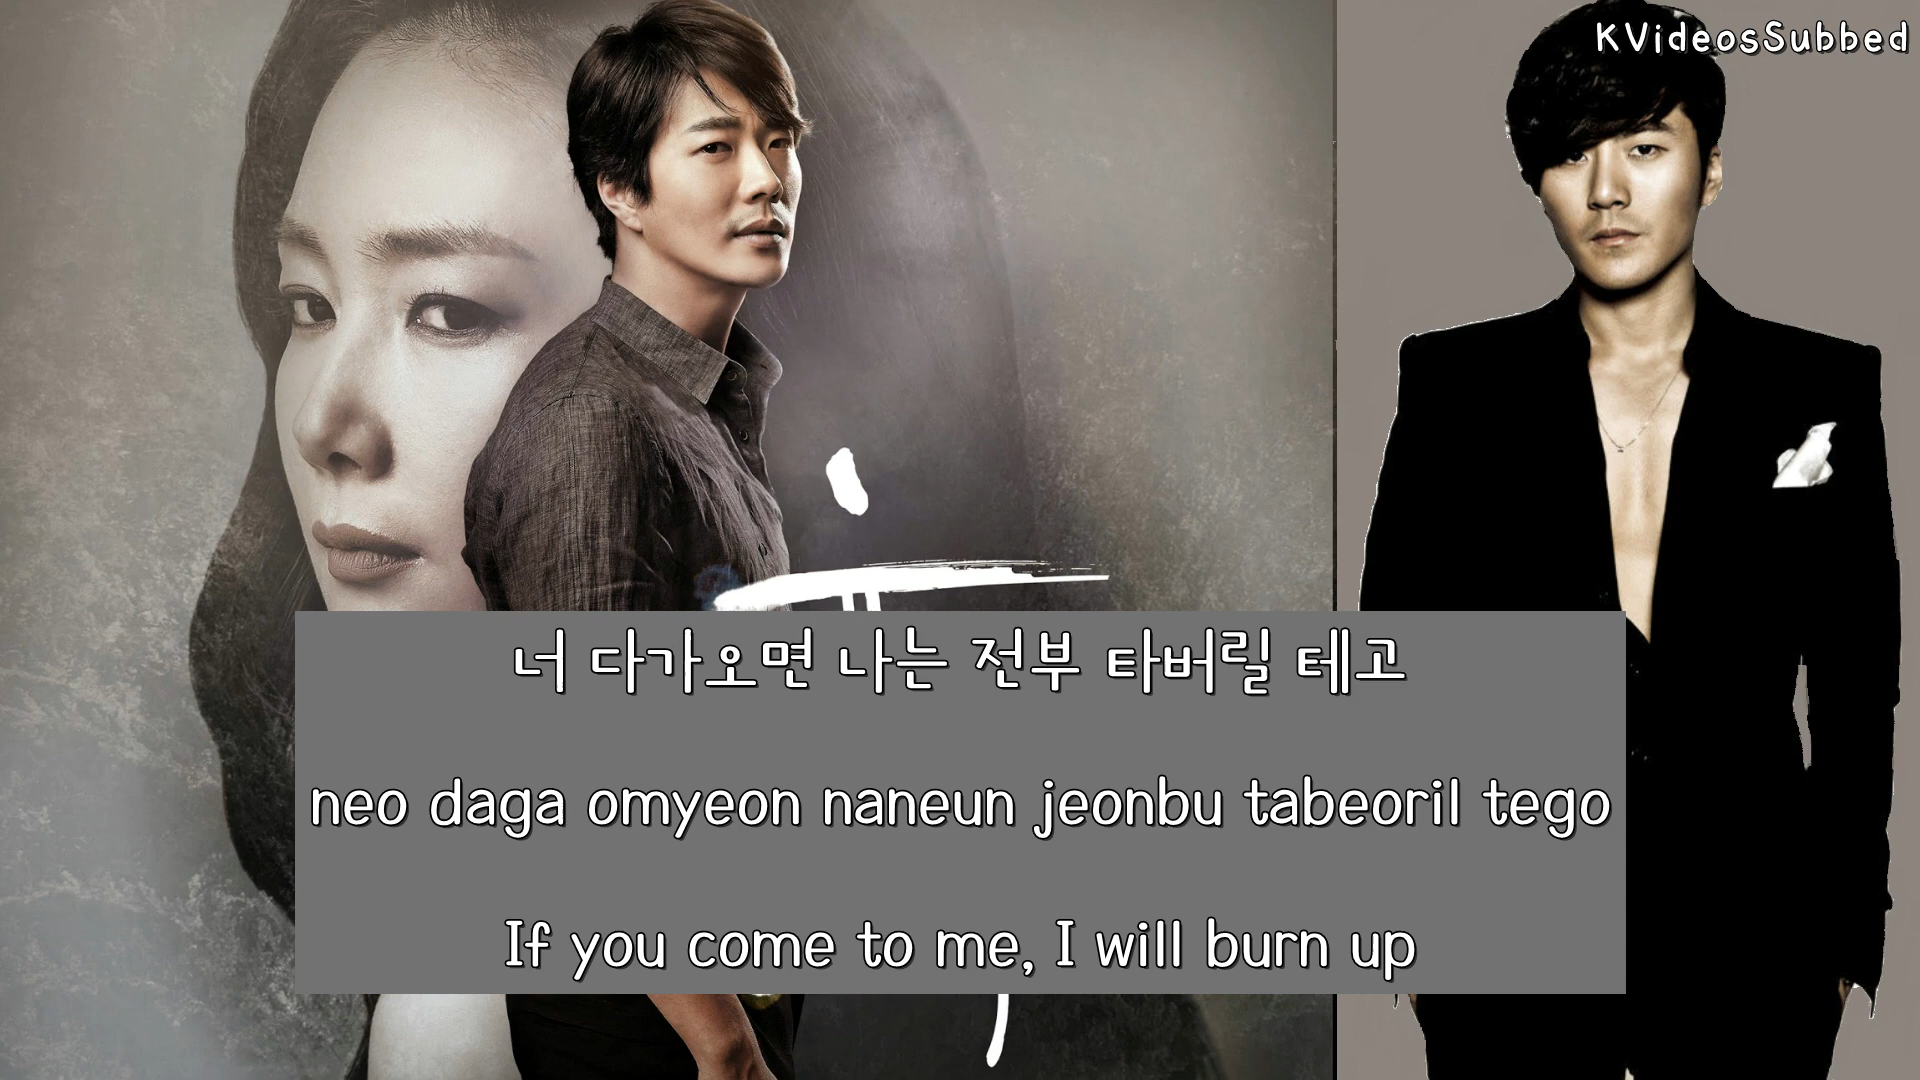 KVideosSubbed
너 다가오면 나는 전부 타버릴 테고
neo daga omyeon naneun jeonbu tabeoril tego
If you come to me, I will burn up